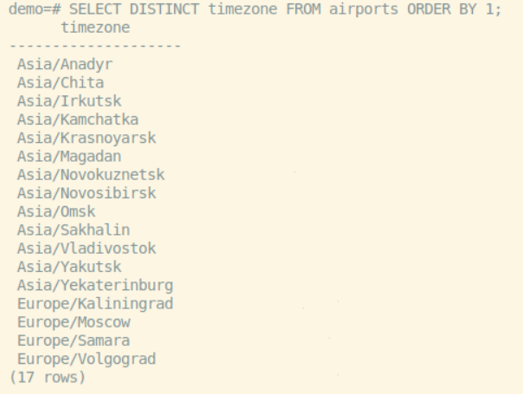 demo=# SELECT DISTINCT timezone FROM airports ORDER BY 1;
timezone
--------------------
Asia/Anadyr
Asia/Chita
Asia/Irkutsk
Asia/Kamchatka
Asia/Krasnoyarsk
Asia/Magadan
Asia/Novokuznetsk
Asia/Novosibirsk
Asia/Omsk
Asia/Sakhalin
Asia/Vladivostok
Asia/Yakutsk
Asia/Yekaterinburg
Europe/Kaliningrad
Europe/Moscow
Europe/Samara
Europe/Volgograd
(17 rows)